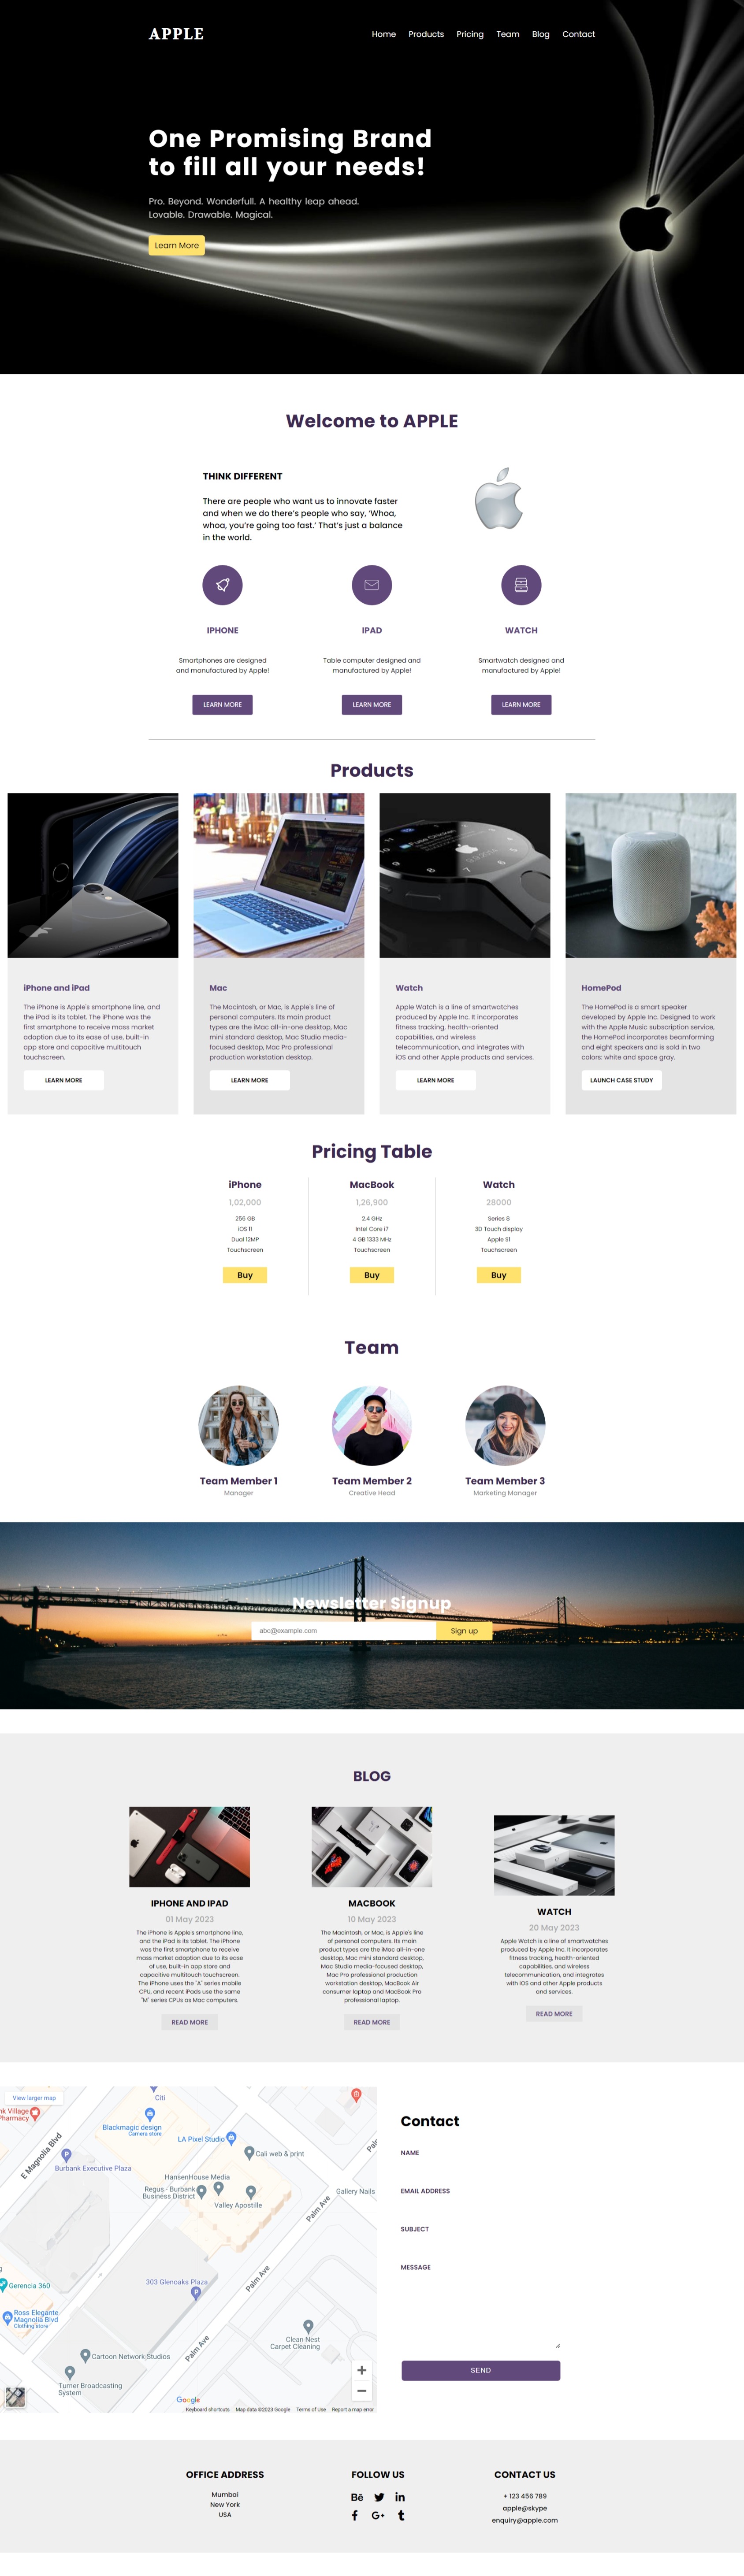 APPLE
Home Products Pricing Team Blog Contact
One Promising Brand
to fill all your needs!
Pro. Beyond. Wonderfull. A healthy leap ahead.
Lovable. Drawable. Magical.
Learn More
Welcome to APPLE
THINK DIFFERENT
There are people who want us to innovate faster
and when we do there's people who say, ‘Whoa,
whoa, you're going too fast.’ That's just a balance
in the world.
IPHONE
Smartphones are designed
and manufactured by Apple!
LEARN MORE
IPAD
Table computer designed and
manufactured by Apple!
LEARN MORE
WATCH
Smartwatch designed and
manufactured by Apple!
LEARN MORE
Products
iPhone and iPad
The iPhone is Apple's smartphone line, and
the iPad is its tablet. The iPhone was the
first smartphone to receive mass market
adoption due to its ease of use, built-in
app store and capacitive multitouch
touchscreen.
LEARN MORE
Mac
The Macintosh, or Mac, is Apple's line of
personal computers. Its main product
types are the iMac all-in-one desktop, Mac
mini standard desktop, Mac Studio media-
focused desktop, Mac Pro professional
production workstation desktop.
LEARN MORE
Watch
Apple Watch is a line of smartwatches
produced by Apple Inc. It incorporates
fitness tracking, health-oriented
capabilities, and wireless
telecommunication, and integrates with
iOS and other Apple products and services.
LEARN MORE
HomePod
The HomePod is a smart speaker
developed by Apple Inc. Designed to work
with the Apple Music subscription service,
the HomePod incorporates beamforming
and eight speakers and is sold in two
colors: white and space gray.
LAUNCH CASE STUDY
Pricing Table
iPhone
1,02,000
256 GB
iOS 11
Dual 12MP
Touchscreen
Buy
MacBook
1,26,900
2.4 GHz
Intel Core i7
4 GB 1333 MHz
Touchscreen
Buy
Watch
28000
Series 8
3D Touch display
Apple S1
Touchscreen
Buy
Team
Team Member 1
Manager
Team Member 2
Creative Head
Team Member 3
Marketing Manager
Newsletter Signup
abc@example.com
Sign up
BLOG
IPHONE AND IPAD
01 May 2023
The iPhone is Apple's smartphone line,
and the iPad is its tablet. The iPhone
was the first smartphone to receive
mass market adoption due to its ease
of use, built-in app store and
capacitive multitouch touchscreen.
The iPhone uses the "A" series mobile
CPU, and recent iPads use the same
"M" series CPUs as Mac computers.
READ MORE
MACBOOK
10 May 2023
The Macintosh, or Mac, is Apple's line
of personal computers. Its main
product types are the iMac all-in-one
desktop, Mac mini standard desktop,
Mac Studio media-focused desktop,
Mac Pro professional production
workstation desktop, MacBook Air
consumer laptop and MacBook Pro
professional laptop.
READ MORE
WATCH
20 May 2023
Apple Watch is a line of smartwatches
produced by Apple Inc. It incorporates
fitness tracking, health-oriented
capabilities, and wireless
telecommunication, and integrates
with iOS and other Apple products
and services.
READ MORE
View larger map
Citi
nk Village
Pharmacy
Blackmagic design
Camera store
LA Pixel Studio
E Magnolia Blvd
Burbank Executive Plaza
Cali web & print
HansenHouse Media
Regus - Burbank
Business District
Valley Apostille
Gallery Nails
Palm Ave
303 Glenoaks Plaza
Palm Ave
Gerencia 360
Ross Elegante
Magnolia Blvd
Clothing store
Clean Nest
Carpet Cleaning
Palm Ave
Cartoon Network Studios
Turner Broadcasting
System
Google
Keyboard shortcuts Map data ©2023 Google Terms of Use Report a map error
Contact
NAME
EMAIL ADDRESS
SUBJECT
MESSAGE
SEND
OFFICE ADDRESS
Mumbai
New York
USA
FOLLOW US
CONTACT US
+ 123 456 789
apple@skype
enquiry@apple.com